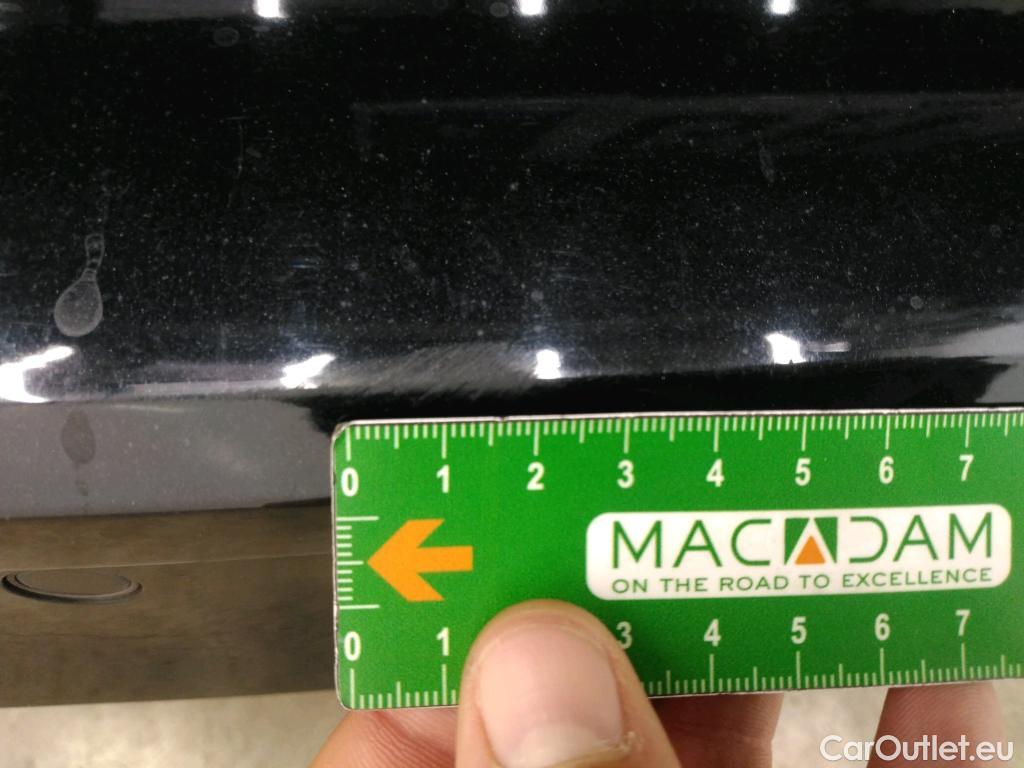 0 1 2 3 4 5 6 7
MACADAM
ON THE ROAD TO EXCELLENCE
0 1 3 4 5 6 7
CarOutlet.eu